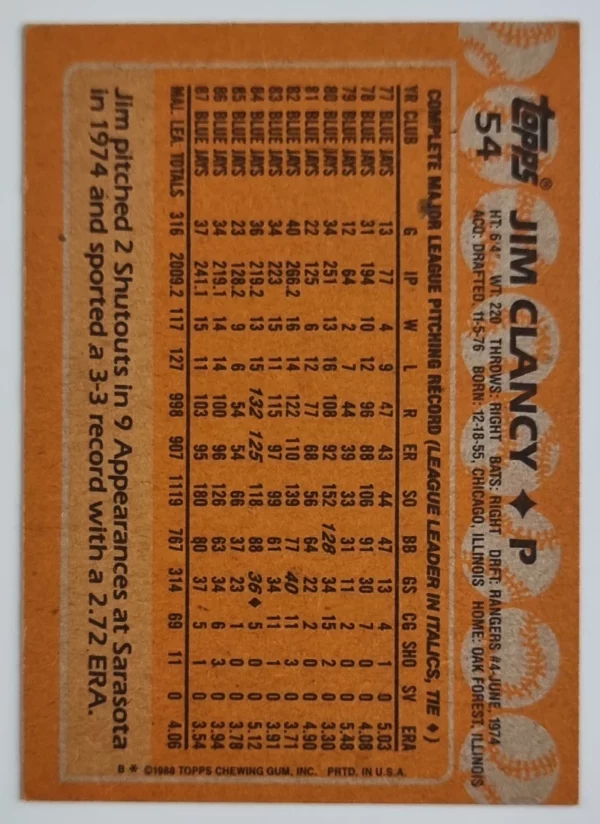 topps®
54
JIM CLANCY ♦ P
HT: 6'4" WT: 220 THROWS: RIGHT BATS: RIGHT DRFT: RANGERS #4-JUNE, 1974
ACQ: DRAFTED, 11-5-76 BORN: 12-18-55, CHICAGO, ILLINOIS HOME: OAK FOREST, ILLINOIS
COMPLETE MAJOR LEAGUE PITCHING RECORD (LEAGUE LEADER IN ITALICS, TIE ♦)
YR CLUB G IP W L R ER SO BB GS CG SHO SV ERA
77 BLUE JAYS 13 77 4 9 47 43 44 47 13 4 1 0 5.03
78 BLUE JAYS 31 194 10 12 96 88 106 91 30 7 0 0 4.08
79 BLUE JAYS 12 64 2 7 44 39 33 31 11 2 0 0 5.48
80 BLUE JAYS 34 251 13 16 108 92 152 128 34 15 2 0 3.30
81 BLUE JAYS 22 125 6 12 77 68 56 64 22 2 0 0 4.90
82 BLUE JAYS 40 266.2 16 14 122 110 139 77 40 11 3 0 3.71
83 BLUE JAYS 34 223 15 11 115 97 99 61 34 11 1 0 3.91
84 BLUE JAYS 36 219.2 13 15 132 125 118 88 36♦ 5 0 0 5.12
85 BLUE JAYS 23 128.2 9 6 54 54 66 37 23 1 0 0 3.78
86 BLUE JAYS 34 219.1 14 14 100 96 126 63 34 6 3 0 3.94
87 BLUE JAYS 37 241.1 15 11 103 95 180 80 37 5 1 0 3.54
MAJ. LEA. TOTALS 316 2009.2 117 127 998 907 1119 767 314 69 11 0 4.06
B * ©1988 TOPPS CHEWING GUM, INC. PRTD. IN U.S.A.
Jim pitched 2 Shutouts in 9 Appearances at Sarasota
in 1974 and sported a 3-3 record with a 2.72 ERA.